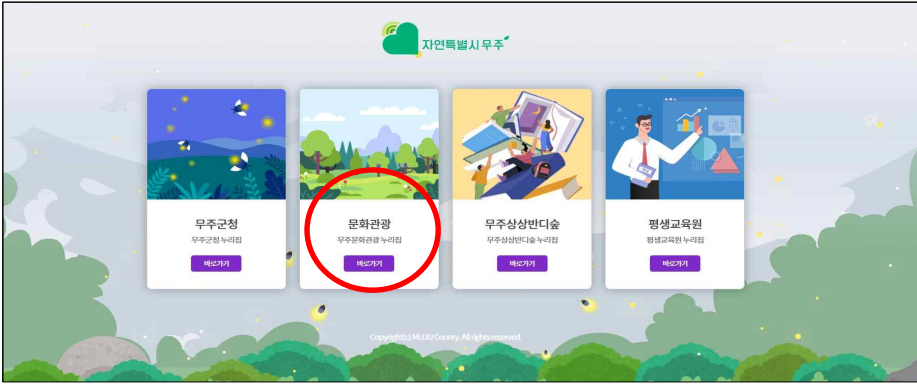 자연특별시 무주
무주군청
무주군청 누리집
바로가기
문화관광
무주문화관광 누리집
바로가기
무주상상반디숲
무주상상반디숲 누리집
바로가기
평생교육원
평생교육원 누리집
바로가기
Copyright(c) MUJU County. All rights reserved.